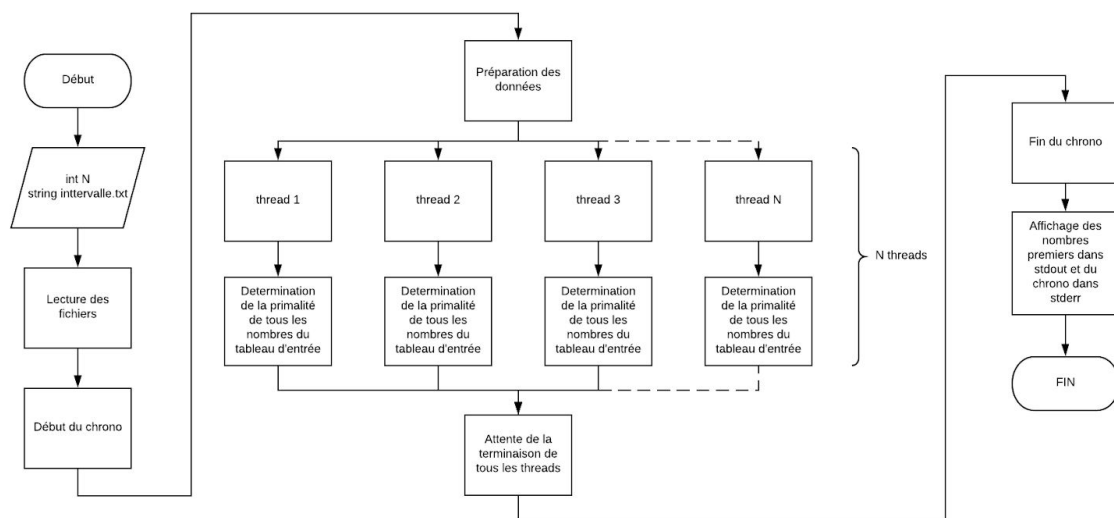 Début
int N
string inttervalle.txt
Lecture des
fichiers
Début du chrono
Préparation des
données
thread 1
thread 2
thread 3
thread N
Determination
de la primalité
de tous les
nombres du
tableau d'entrée
Determination
de la primalité
de tous les
nombres du
tableau d'entrée
Determination
de la primalité
de tous les
nombres du
tableau d'entrée
Determination
de la primalité
de tous les
nombres du
tableau d'entrée
N threads
Attente de la
terminaison de
tous les threads
Fin du chrono
Affichage des
nombres
premiers dans
stdout et du
chrono dans
stderr
FIN